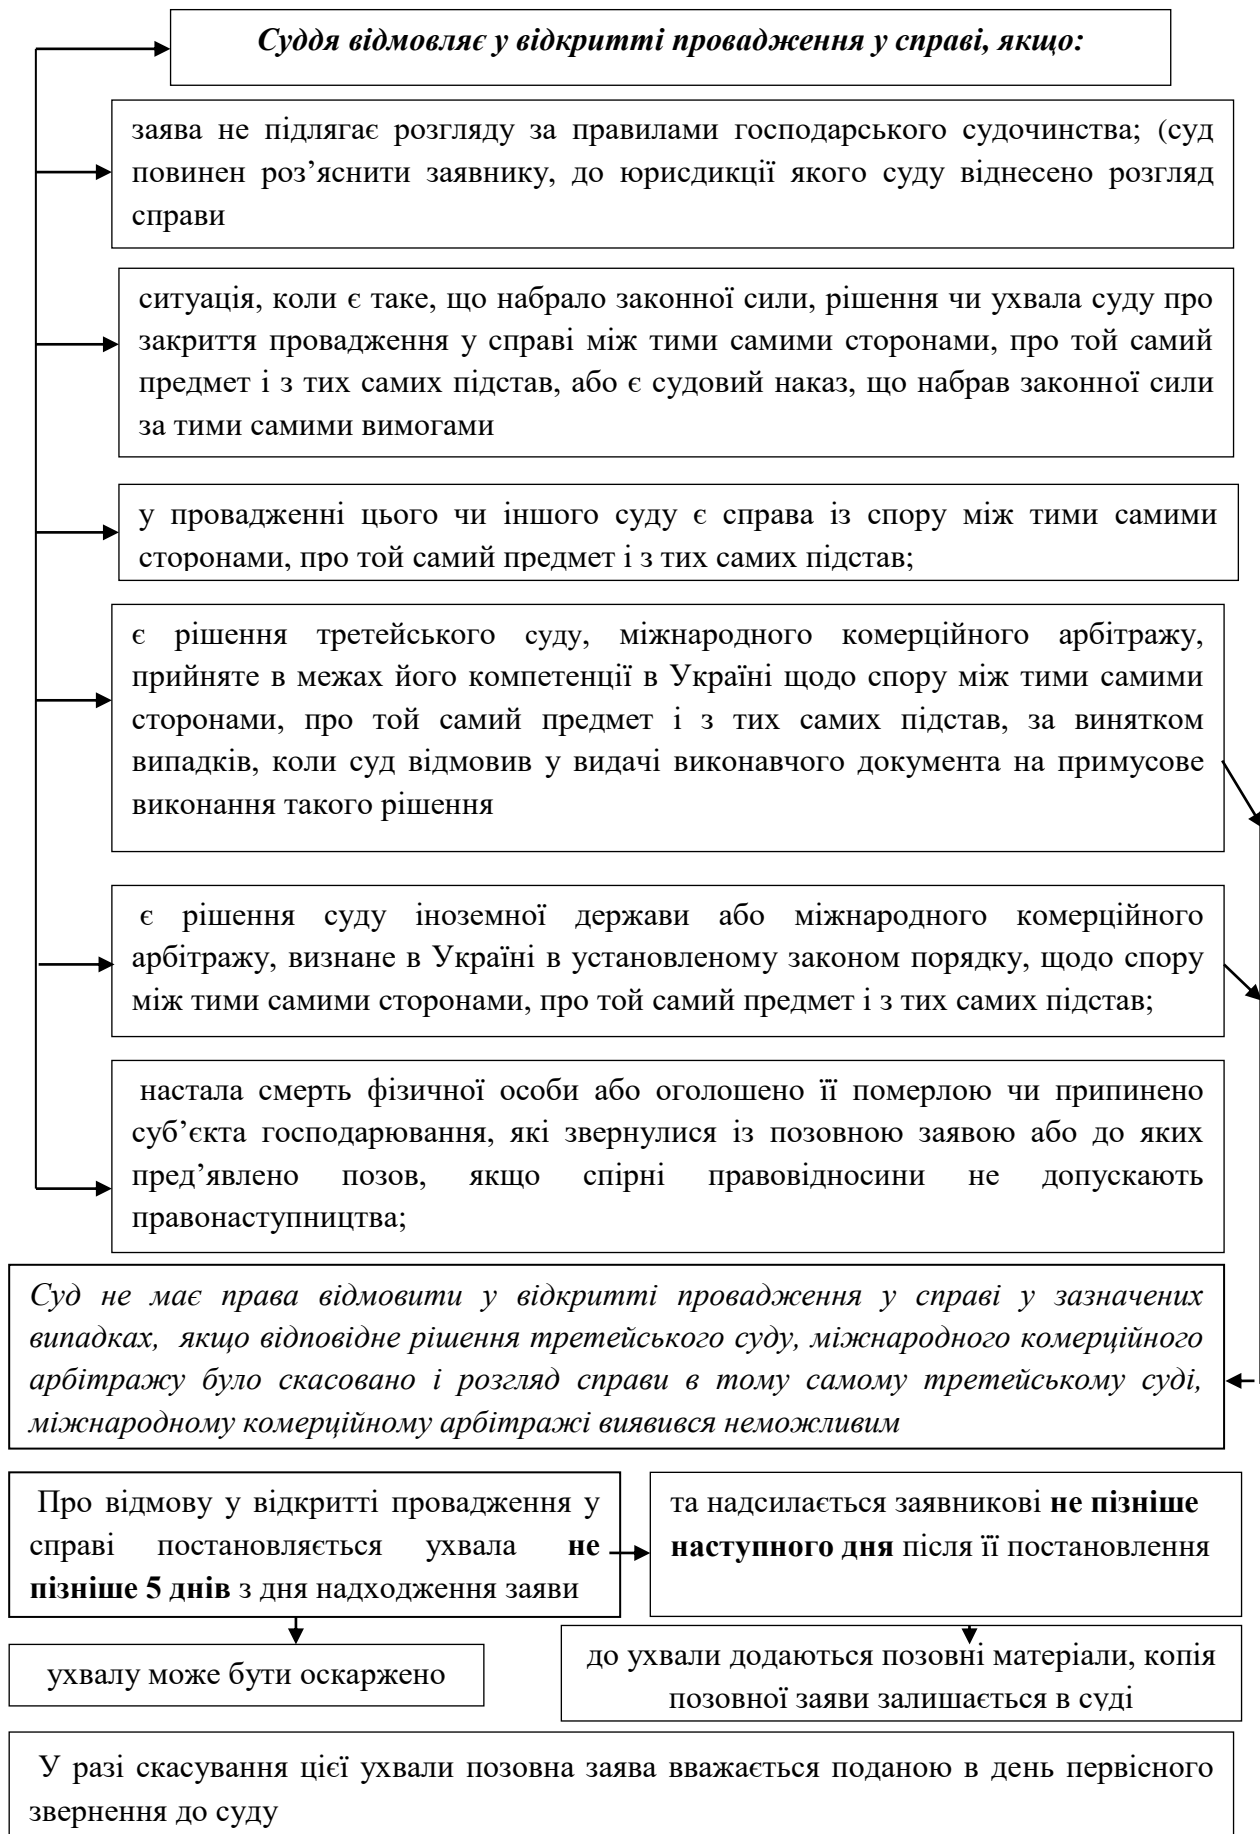 Суддя відмовляє у відкритті провадження у справі, якщо:
заява не підлягає розгляду за правилами господарського судочинства; (суд
повинен роз’яснити заявнику, до юрисдикції якого суду віднесено розгляд
справи
ситуація, коли є таке, що набрало законної сили, рішення чи ухвала суду про
закриття провадження у справі між тими самими сторонами, про той самий
предмет і з тих самих підстав, або є судовий наказ, що набрав законної сили
за тими самими вимогами
у провадженні цього чи іншого суду є справа із спору між тими самими
сторонами, про той самий предмет і з тих самих підстав;
є рішення третейського суду, міжнародного комерційного арбітражу,
прийняте в межах його компетенції в Україні щодо спору між тими самими
сторонами, про той самий предмет і з тих самих підстав, за винятком
випадків, коли суд відмовив у видачі виконавчого документа на примусове
виконання такого рішення
є рішення суду іноземної держави або міжнародного комерційного
арбітражу, визнане в Україні в установленому законом порядку, щодо спору
між тими самими сторонами, про той самий предмет і з тих самих підстав;
настала смерть фізичної особи або оголошено її померлою чи припинено
суб’єкта господарювання, які звернулися із позовною заявою або до яких
пред’явлено позов, якщо спірні правовідносини не допускають
правонаступництва;
Суд не має права відмовити у відкритті провадження у справі у зазначених
випадках, якщо відповідне рішення третейського суду, міжнародного комерційного
арбітражу було скасовано і розгляд справи в тому самому третейському суді,
міжнародному комерційному арбітражі виявився неможливим
Про відмову у відкритті провадження у
справі постановляється ухвала не
пізніше 5 днів з дня надходження заяви
та надсилається заявникові не пізніше
наступного дня після її постановлення
ухвалу може бути оскаржено
до ухвали додаються позовні матеріали, копія
позовної заяви залишається в суді
У разі скасування цієї ухвали позовна заява вважається поданою в день первісного
звернення до суду